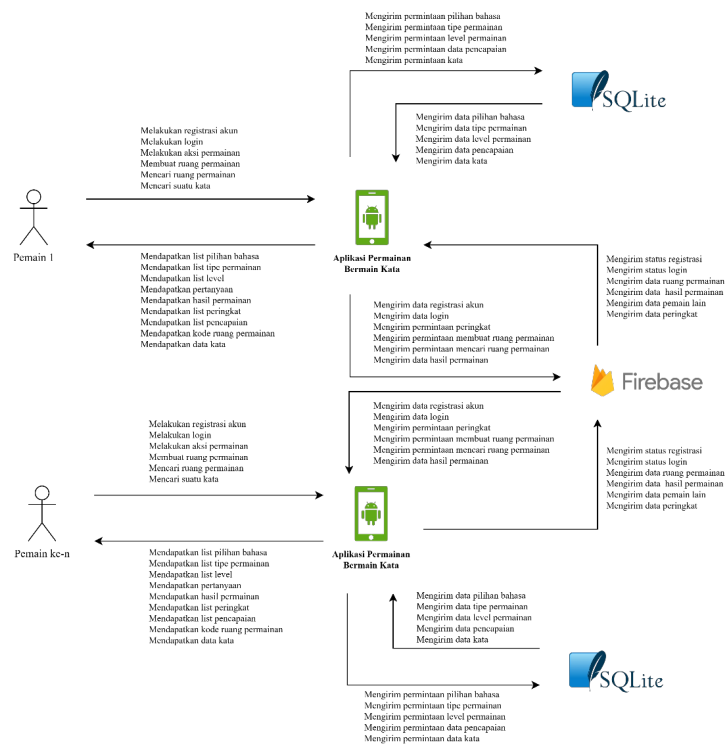 Mengirim permintaan pilihan bahasa
Mengirim permintaan tipe permainan
Mengirim permintaan level permainan
Mengirim permintaan data pencapaian
Mengirim permintaan kata
SQLite
Mengirim data pilihan bahasa
Mengirim data tipe permainan
Mengirim data level permainan
Mengirim data pencapaian
Mengirim data kata
Melakukan registrasi akun
Melakukan login
Melakukan aksi permainan
Membuat ruang permainan
Mencari ruang permainan
Mencari suatu kata
Pemain 1
Aplikasi Permainan
Bermain Kata
Mendapatkan list pilihan bahasa
Mendapatkan list tipe permainan
Mendapatkan list level
Mendapatkan pertanyaan
Mendapatkan hasil permainan
Mendapatkan list peringkat
Mendapatkan list pencapaian
Mendapatkan kode ruang permainan
Mendapatkan data kata
Mengirim status registrasi
Mengirim status login
Mengirim data ruang permainan
Mengirim data  hasil permainan
Mengirim data pemain lain
Mengirim data peringkat
Mengirim data registrasi akun
Mengirim data login
Mengirim permintaan peringkat
Mengirim permintaan membuat ruang permainan
Mengirim permintaan mencari ruang permainan
Mengirim data hasil permainan
Firebase
Mengirim data registrasi akun
Mengirim data login
Mengirim permintaan peringkat
Mengirim permintaan membuat ruang permainan
Mengirim permintaan mencari ruang permainan
Mengirim data hasil permainan
Melakukan registrasi akun
Melakukan login
Melakukan aksi permainan
Membuat ruang permainan
Mencari ruang permainan
Mencari suatu kata
Mengirim status registrasi
Mengirim status login
Mengirim data ruang permainan
Mengirim data  hasil permainan
Mengirim data pemain lain
Mengirim data peringkat
Pemain ke-n
Aplikasi Permainan
Bermain Kata
Mendapatkan list pilihan bahasa
Mendapatkan list tipe permainan
Mendapatkan list level
Mendapatkan pertanyaan
Mendapatkan hasil permainan
Mendapatkan list peringkat
Mendapatkan list pencapaian
Mendapatkan kode ruang permainan
Mendapatkan data kata
Mengirim data pilihan bahasa
Mengirim data tipe permainan
Mengirim data level permainan
Mengirim data pencapaian
Mengirim data kata
SQLite
Mengirim permintaan pilihan bahasa
Mengirim permintaan tipe permainan
Mengirim permintaan level permainan
Mengirim permintaan data pencapaian
Mengirim permintaan data kata